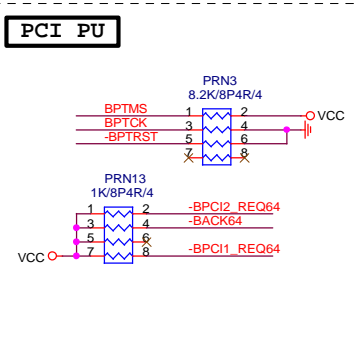 PCI PU
PRN3
8.2K/8P4R/4
BPTMS 1 2 VCC
BPTCK 3 4
-BPTRST 5 6
7 8
PRN13
1K/8P4R/4
1 2 -BPCI2_REQ64
3 4 -BACK64
5 6
VCC 7 8 -BPCI1_REQ64